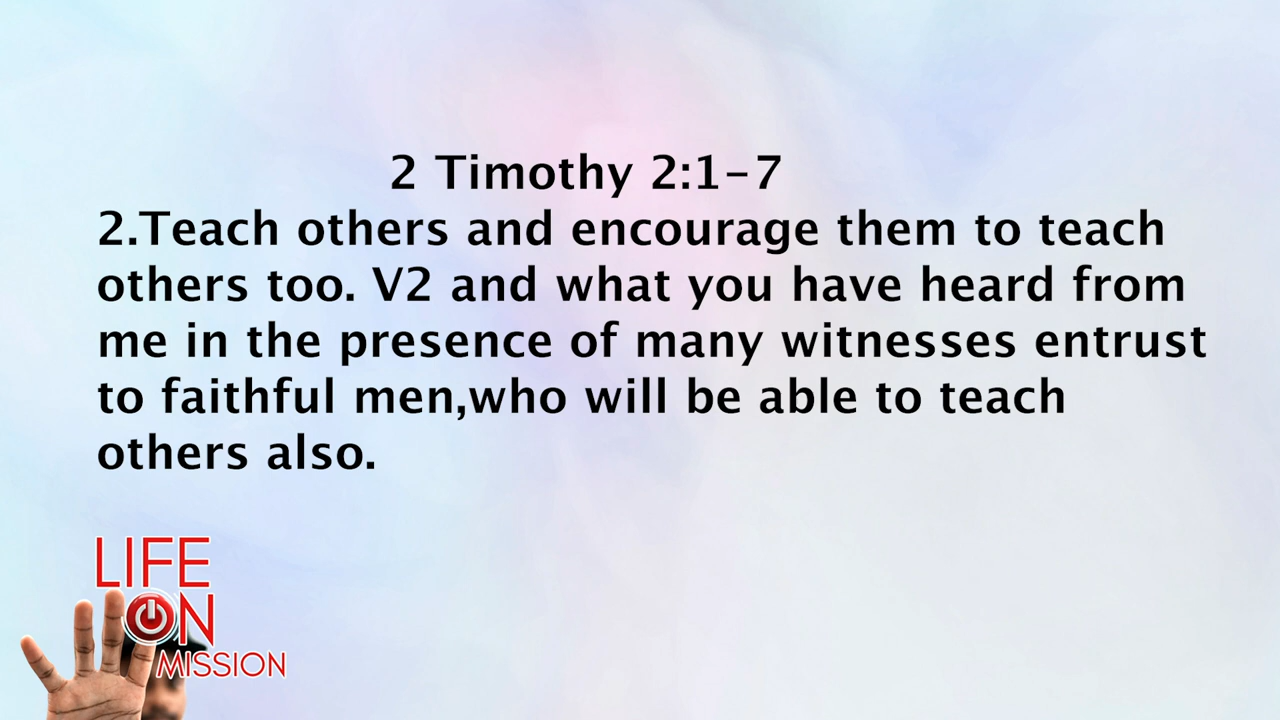 2 Timothy 2:1-7
2.Teach others and encourage them to teach
others too. V2 and what you have heard from
me in the presence of many witnesses entrust
to faithful men,who will be able to teach
others also.
LIFE
ON
MISSION